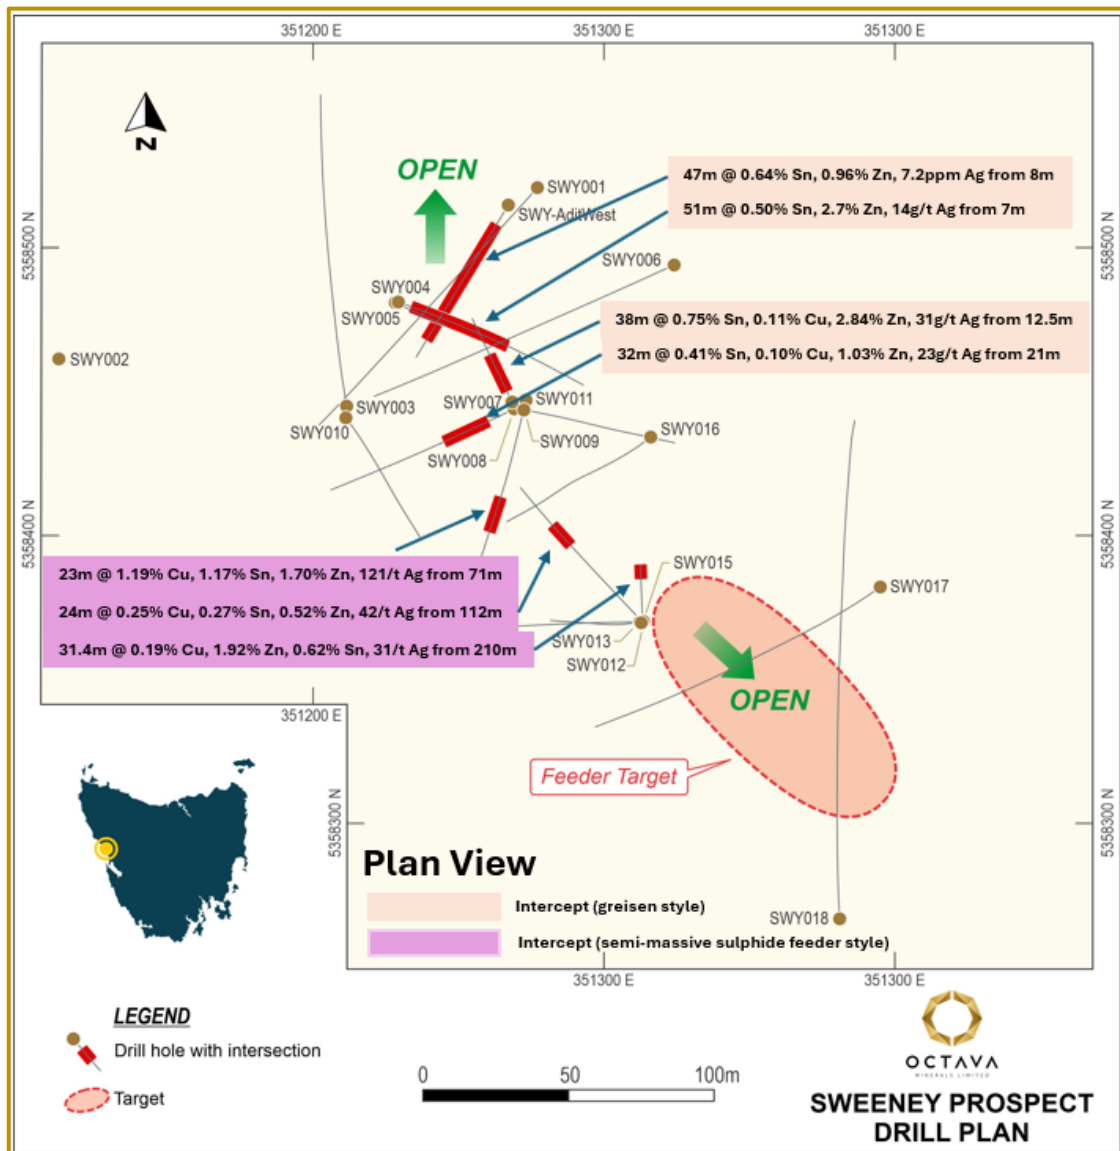 351200 E
351300 E
351300 E
N
OPEN
SWY001
SWY-AditWest
47m @ 0.64% Sn, 0.96% Zn, 7.2ppm Ag from 8m
51m @ 0.50% Sn, 2.7% Zn, 14g/t Ag from 7m
5358500 N
5358500 N
SWY006
SWY004
SWY005
38m @ 0.75% Sn, 0.11% Cu, 2.84% Zn, 31g/t Ag from 12.5m
32m @ 0.41% Sn, 0.10% Cu, 1.03% Zn, 23g/t Ag from 21m
SWY002
SWY003
SWY007
SWY011
SWY010
SWY009
SWY016
SWY008
5358400 N
5358400 N
23m @ 1.19% Cu, 1.17% Sn, 1.70% Zn, 121/t Ag from 71m
24m @ 0.25% Cu, 0.27% Sn, 0.52% Zn, 42/t Ag from 112m
31.4m @ 0.19% Cu, 1.92% Zn, 0.62% Sn, 31/t Ag from 210m
SWY015
SWY017
SWY013
SWY012
OPEN
351200 E
Feeder Target
5358300 N
5358300 N
Plan View
Intercept (greisen style)
Intercept (semi-massive sulphide feeder style)
SWY018
351300 E
351300 E
LEGEND
Drill hole with intersection
Target
0 50 100m
OCTAVA
MINERALS LIMITED
SWEENEY PROSPECT
DRILL PLAN